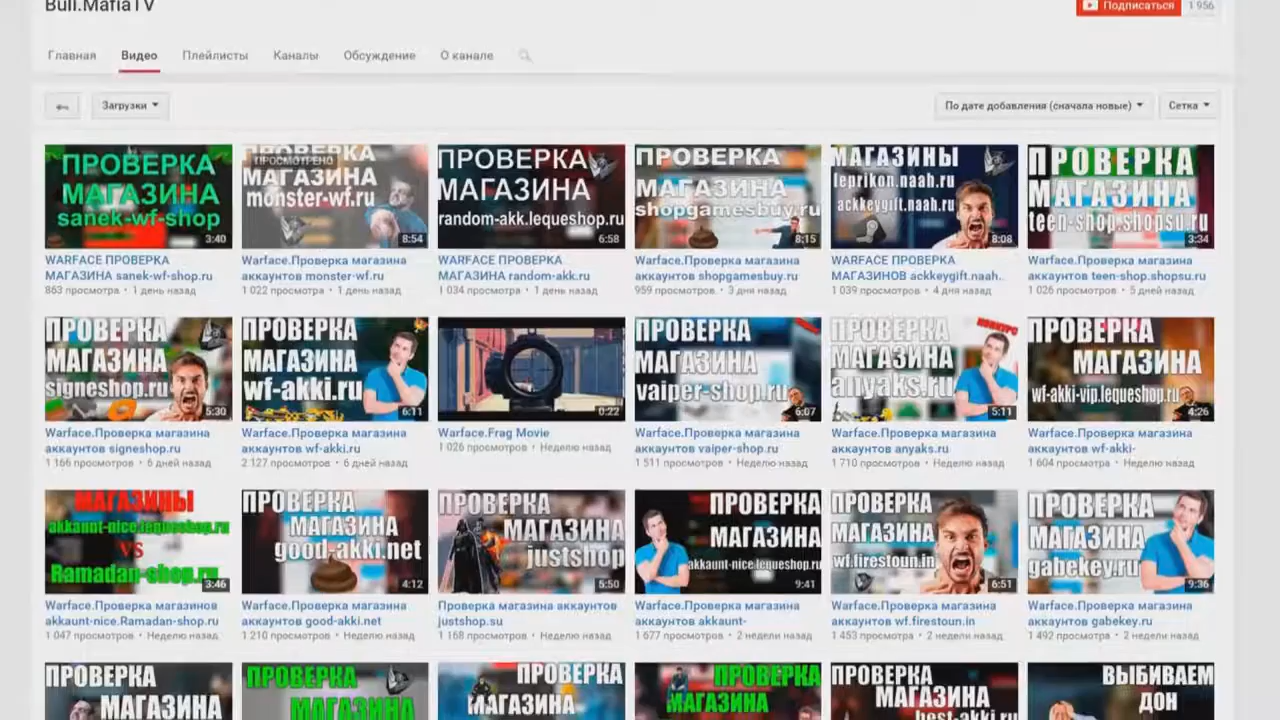 Bull.MafiaTV
Подписаться 1 956
Главная Видео Плейлисты Каналы Обсуждение О канале
Загрузки По дате добавления (сначала новые) Сетка
ПРОВЕРКА
МАГАЗИНА
sanek-wf-shop
3:40
ПРОСМОТРЕНО
ПРОВЕРКА
МАГАЗИНА
monster-wf.ru
8:54
ПРОВЕРКА
МАГАЗИНА
random-akk.lequeshop.ru
6:58
ПРОВЕРКА
МАГАЗИНА
shopgamesbuy.ru
8:15
МАГАЗИНЫ
leprikon.naah.ru
ackkeygift.naah.ru
8:08
ПРОВЕРКА
МАГАЗИНА
teen-shop.shopsu.ru
3:34
WARFACE ПРОВЕРКА
МАГАЗИНА sanek-wf-shop.ru
863 просмотра • 1 день назад
Warface.Проверка магазина
аккаунтов monster-wf.ru
1 022 просмотра • 1 день назад
WARFACE ПРОВЕРКА
МАГАЗИНА random-akk.ru
1 034 просмотра • 1 день назад
Warface.Проверка магазина
аккаунтов shopgamesbuy.ru
959 просмотров • 3 дня назад
WARFACE ПРОВЕРКА
МАГАЗИНОВ ackkeygift.naah..
1 039 просмотров • 4 дня назад
Warface.Проверка магазина
аккаунтов teen-shop.shopsu.ru
1 026 просмотров • 5 дней назад
ПРОВЕРКА
МАГАЗИНА
signeshop.ru
5:30
ПРОВЕРКА
МАГАЗИНА
wf-akki.ru
6:11
0:22
ПРОВЕРКА
МАГАЗИНА
vaiper-shop.ru
6:07
КОНКУРС
ПРОВЕРКА
МАГАЗИНА
anyaks.ru
5:11
ПРОВЕРКА
МАГАЗИНА
wf-akki-vip.lequeshop.ru
4:26
Warface.Проверка магазина
аккаунтов signeshop.ru
1 166 просмотров • 6 дней назад
Warface.Проверка магазина
аккаунтов wf-akki.ru
2 127 просмотров • 6 дней назад
Warface.Frag Movie
1 026 просмотров • Неделю назад
Warface.Проверка магазина
аккаунтов vaiper-shop.ru
1 511 просмотров • Неделю назад
Warface.Проверка магазина
аккаунтов anyaks.ru
1 710 просмотров • Неделю назад
Warface.Проверка магазина
аккаунтов wf-akki-
1 604 просмотра • Неделю назад
МАГАЗИНЫ
akkaunt-nice.lequeshop.ru
VS
Ramadan-shop.ru
3:46
ПРОВЕРКА
МАГАЗИНА
good-akki.net
4:12
ПРОВЕРКА
МАГАЗИНА
justshop
5:50
ПРОВЕРКА
МАГАЗИНА
akkaunt-nice.lequeshop.ru
9:41
ПРОВЕРКА
МАГАЗИНА
wf.firestoun.in
6:51
ПРОВЕРКА
МАГАЗИНА
gabekey.ru
9:36
Warface.Проверка магазинов
akkaunt-nice.Ramadan-shop.ru
1 047 просмотров • Неделю назад
Warface.Проверка магазина
аккаунтов good-akki.net
1 210 просмотров • Неделю назад
Проверка магазина аккаунтов
justshop.su
1 168 просмотров • Неделю назад
Warface.Проверка магазина
аккаунтов akkaunt-
1 677 просмотров • 2 недели назад
Warface.Проверка магазина
аккаунтов wf.firestoun.in
1 453 просмотра • 2 недели назад
Warface.Проверка магазина
аккаунтов gabekey.ru
1 492 просмотра • 2 недели назад
ПРОВЕРКА
МАГАЗИНА
ПРОВЕРКА
МАГАЗИНА
ПРОВЕРКА
МАГАЗИНА
ПРОВЕРКА
МАГАЗИНА
ПРОВЕРКА
МАГАЗИНА
best-akki.ru
ВЫБИВАЕМ
ДОН